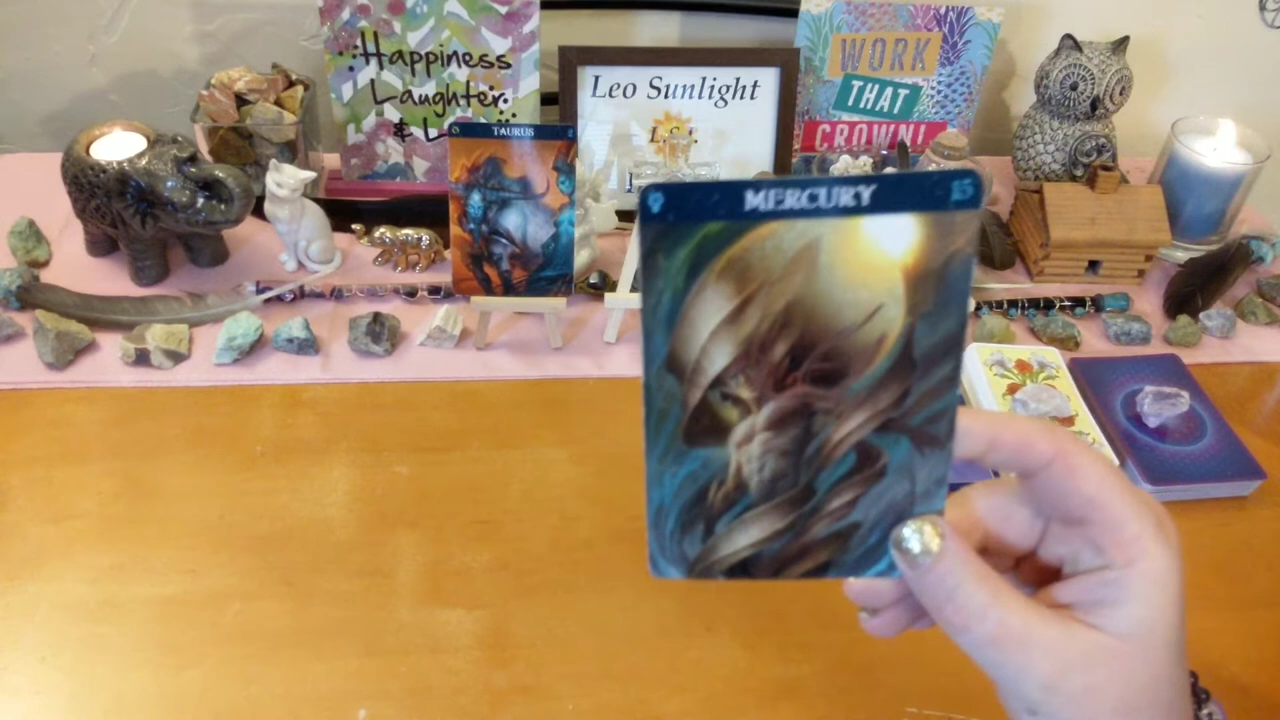 Happiness
Laughter
& L
TAURUS
Leo Sunlight
L.S.T.
WORK
THAT
CROWN!
MERCURY
15